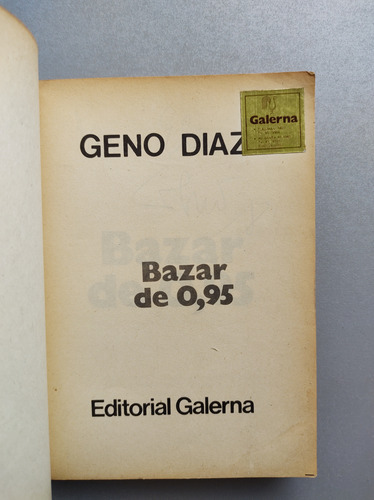 GENO DIAZ
Galerna
Bazar
de 0,95
Editorial Galerna